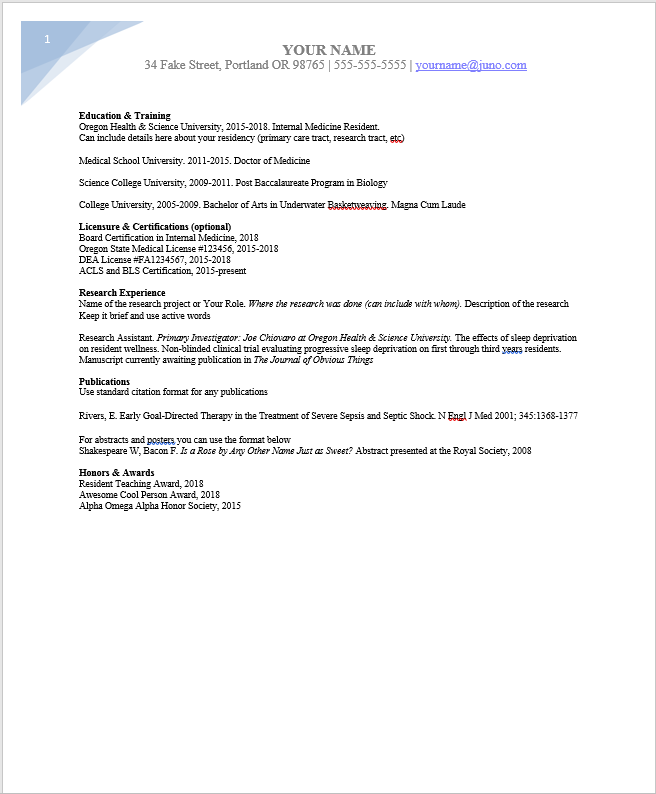 1
YOUR NAME
34 Fake Street, Portland OR 98765 | 555-555-5555 | yourname@juno.com
Education & Training
Oregon Health & Science University, 2015-2018. Internal Medicine Resident.
Can include details here about your residency (primary care tract, research tract, etc)
Medical School University. 2011-2015. Doctor of Medicine
Science College University, 2009-2011. Post Baccalaureate Program in Biology
College University, 2005-2009. Bachelor of Arts in Underwater Basketweaving. Magna Cum Laude
Licensure & Certifications (optional)
Board Certification in Internal Medicine, 2018
Oregon State Medical License #123456, 2015-2018
DEA License #FA1234567, 2015-2018
ACLS and BLS Certification, 2015-present
Research Experience
Name of the research project or Your Role. Where the research was done (can include with whom). Description of the research
Keep it brief and use active words
Research Assistant. Primary Investigator: Joe Chiovaro at Oregon Health & Science University. The effects of sleep deprivation
on resident wellness. Non-blinded clinical trial evaluating progressive sleep deprivation on first through third years residents.
Manuscript currently awaiting publication in The Journal of Obvious Things
Publications
Use standard citation format for any publications
Rivers, E. Early Goal-Directed Therapy in the Treatment of Severe Sepsis and Septic Shock. N Engl J Med 2001; 345:1368-1377
For abstracts and posters you can use the format below
Shakespeare W, Bacon F. Is a Rose by Any Other Name Just as Sweet? Abstract presented at the Royal Society, 2008
Honors & Awards
Resident Teaching Award, 2018
Awesome Cool Person Award, 2018
Alpha Omega Alpha Honor Society, 2015